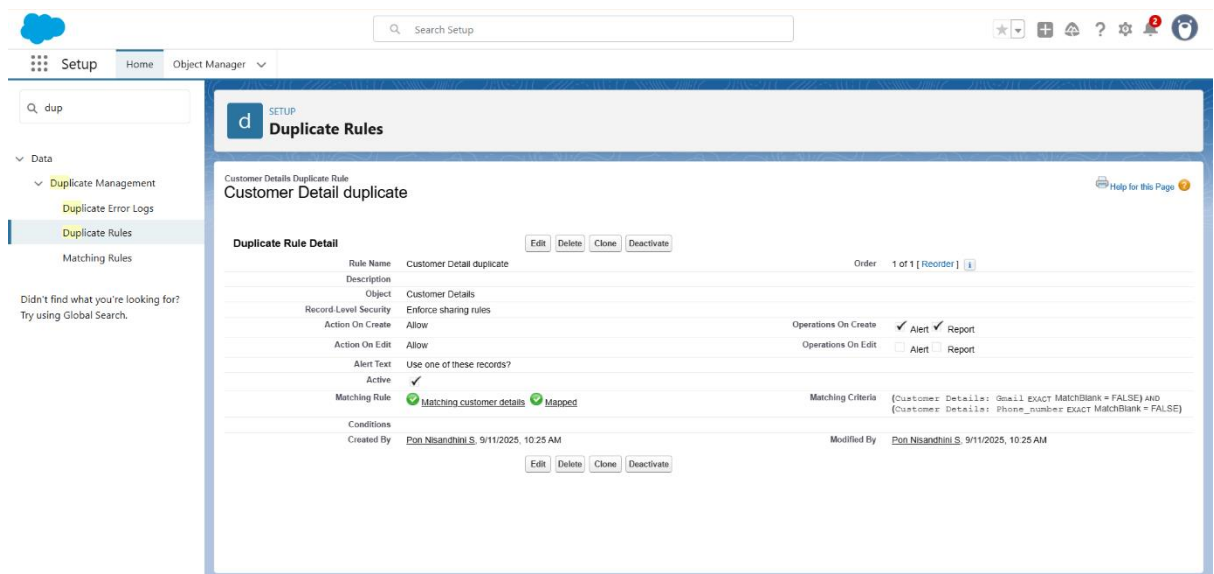 Search Setup
2
Setup
Home
Object Manager
dup
Data
Duplicate Management
Duplicate Error Logs
Duplicate Rules
Matching Rules
Didn't find what you're looking for?
Try using Global Search.
d
SETUP
Duplicate Rules
Customer Details Duplicate Rule
Customer Detail duplicate
Help for this Page ?
Duplicate Rule Detail
Edit Delete Clone Deactivate
Rule Name Customer Detail duplicate Order 1 of 1 [ Reorder ] i
Description
Object Customer Details
Record-Level Security Enforce sharing rules
Action On Create Allow Operations On Create Alert Report
Action On Edit Allow Operations On Edit Alert Report
Alert Text Use one of these records?
Active
Matching Rule Matching customer details Mapped Matching Criteria (Customer Details: Gmail EXACT MatchBlank = FALSE) AND
(Customer Details: Phone_number EXACT MatchBlank = FALSE)
Conditions
Created By Pon Nisandhini S, 9/11/2025, 10:25 AM Modified By Pon Nisandhini S, 9/11/2025, 10:25 AM
Edit Delete Clone Deactivate